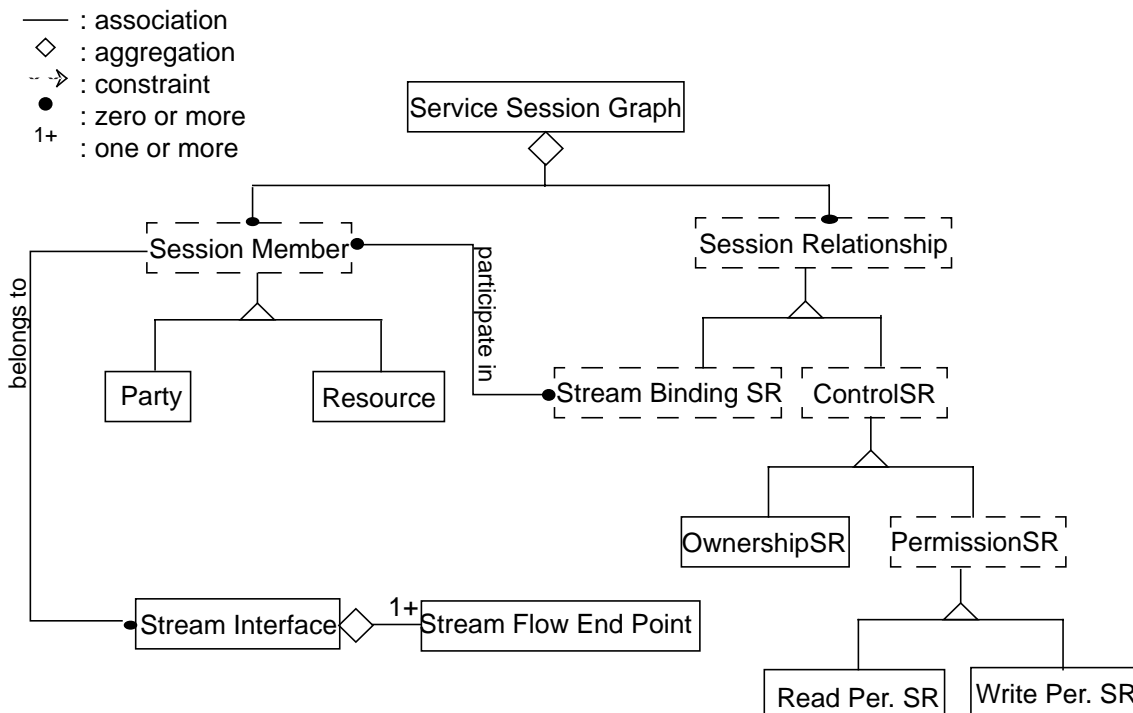 : association
: aggregation
: constraint
: zero or more
1+ : one or more
Service Session Graph
Session Member
Session Relationship
belongs to
participate in
Party
Resource
Stream Binding SR
ControlSR
OwnershipSR
PermissionSR
Stream Interface
1+
Stream Flow End Point
Read Per. SR
Write Per. SR